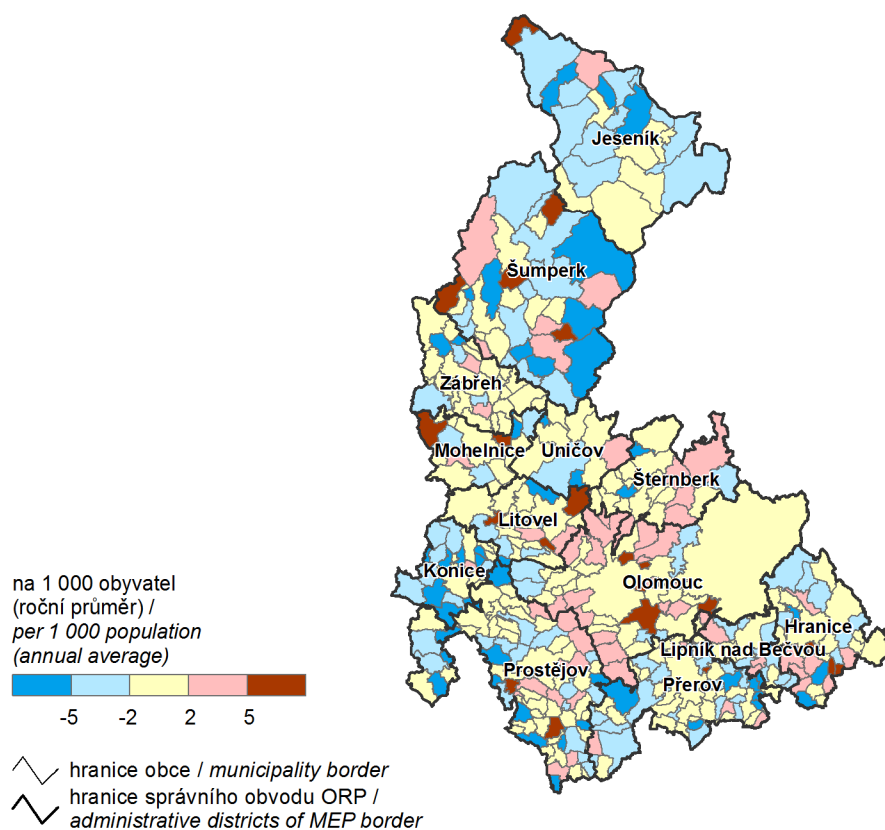 Jeseník
Šumperk
Zábřeh
Mohelnice
Uničov
Šternberk
Litovel
Konice
Olomouc
Hranice
Lipník nad Bečvou
Prostějov
Přerov
na 1 000 obyvatel
(roční průměr) /
per 1 000 population
(annual average)
-5 -2 2 5
hranice obce / municipality border
hranice správního obvodu ORP /
administrative districts of MEP border